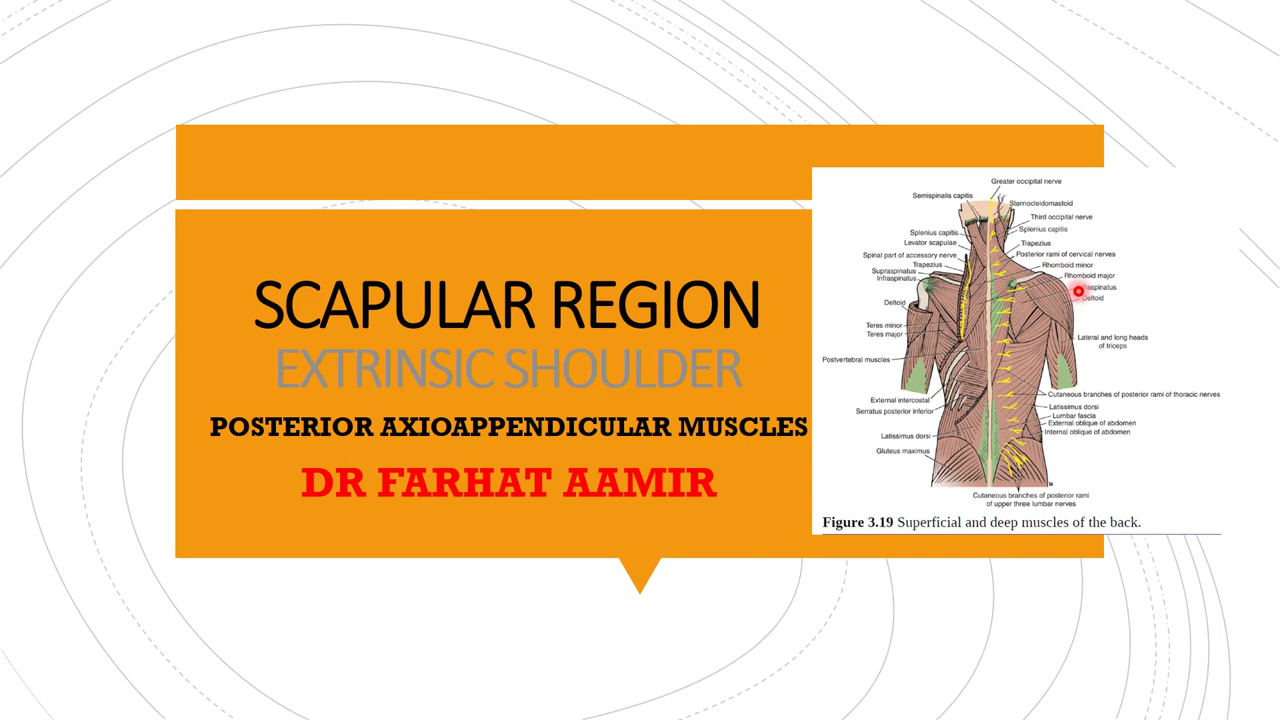 SCAPULAR REGION
EXTRINSIC SHOULDER
POSTERIOR AXIOAPPENDICULAR MUSCLES
DR FARHAT AAMIR
Greater occipital nerve
Semispinalis capitis
Sternocleidomastoid
Third occipital nerve
Splenius capitis
Splenius capitis
Levator scapulae
Trapezius
Spinal part of accessory nerve
Posterior rami of cervical nerves
Trapezius
Rhomboid minor
Supraspinatus
Rhomboid major
Infraspinatus
raspinatus
Deltoid
Deltoid
Teres minor
Teres major
Lateral and long heads
of triceps
Postvertebral muscles
Cutaneous branches of posterior rami of thoracic nerves
External intercostal
Latissimus dorsi
Serratus posterior inferior
Lumbar fascia
External oblique of abdomen
Internal oblique of abdomen
Latissimus dorsi
Gluteus maximus
Cutaneous branches of posterior rami
of upper three lumbar nerves
Figure 3.19 Superficial and deep muscles of the back.